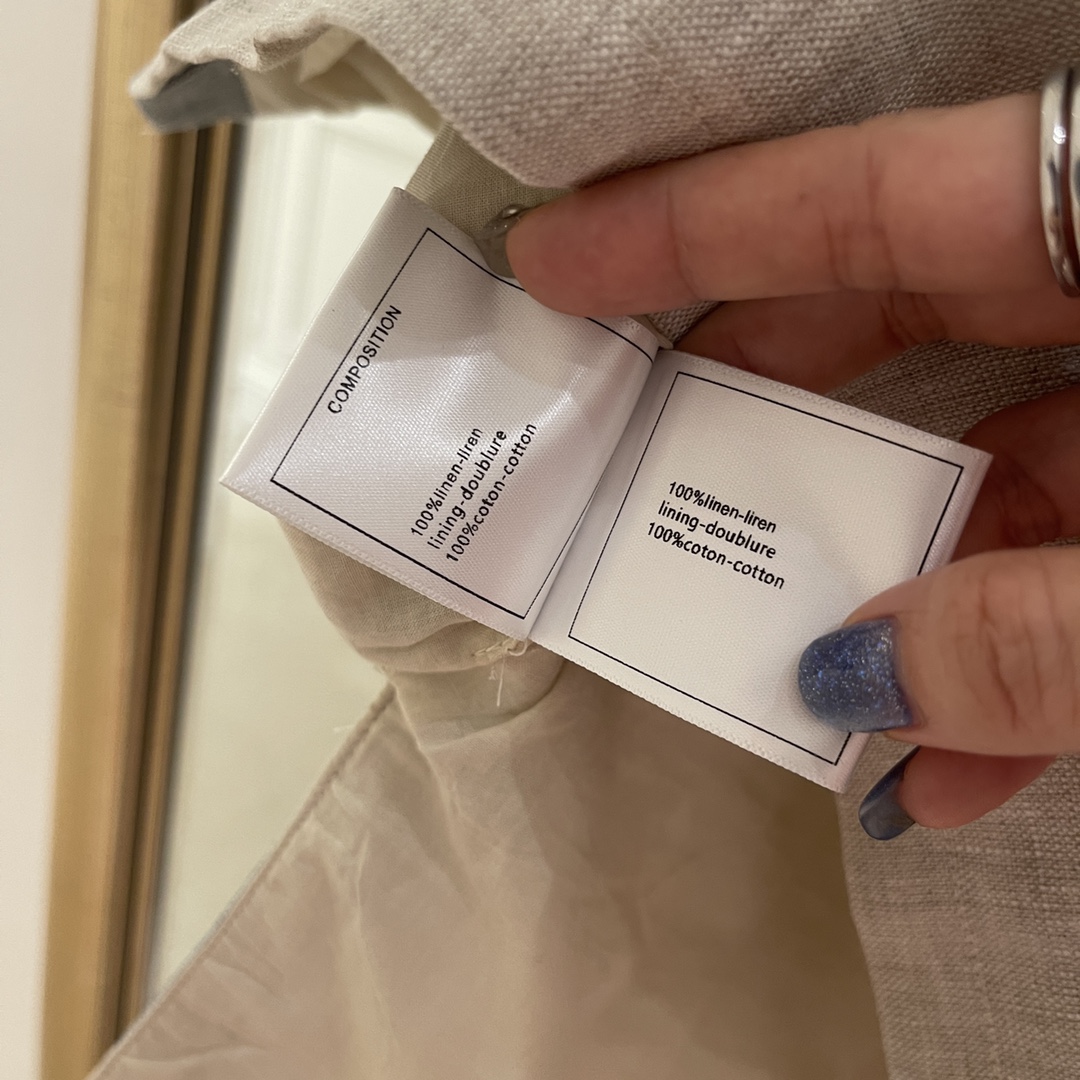 COMPOSITION
100%linen-liren
lining-doublure
100%coton-cotton
100%linen-liren
lining-doublure
100%coton-cotton